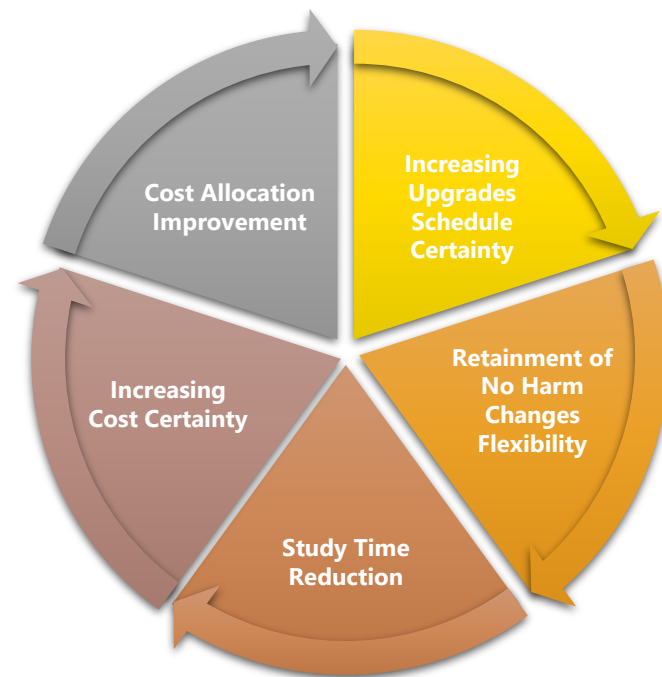 Increasing
Upgrades
Schedule
Certainty
Retainment of
No Harm
Changes
Flexibility
Study Time
Reduction
Increasing
Cost Certainty
Cost Allocation
Improvement